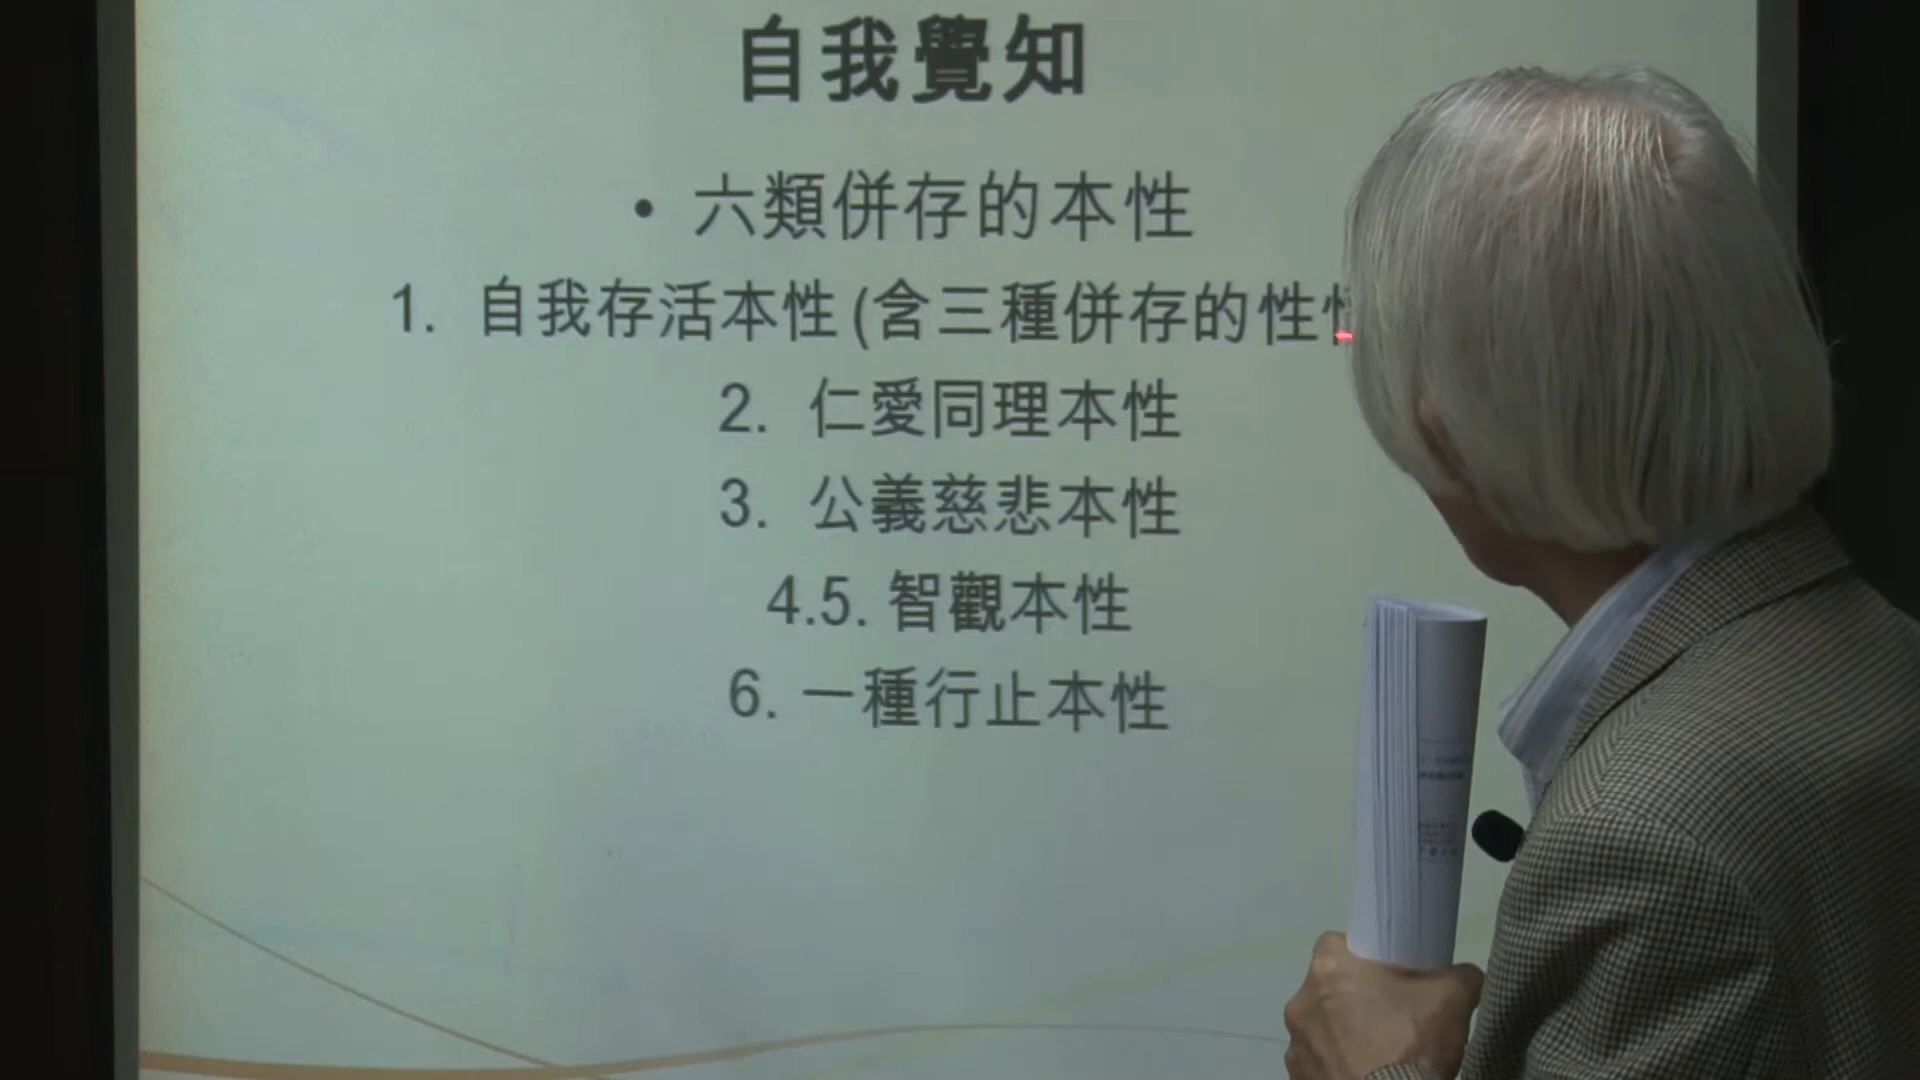 自我覺知
• 六類併存的本性
1. 自我存活本性(含三種併存的性
2. 仁愛同理本性
3. 公義慈悲本性
4.5. 智觀本性
6. 一種行止本性